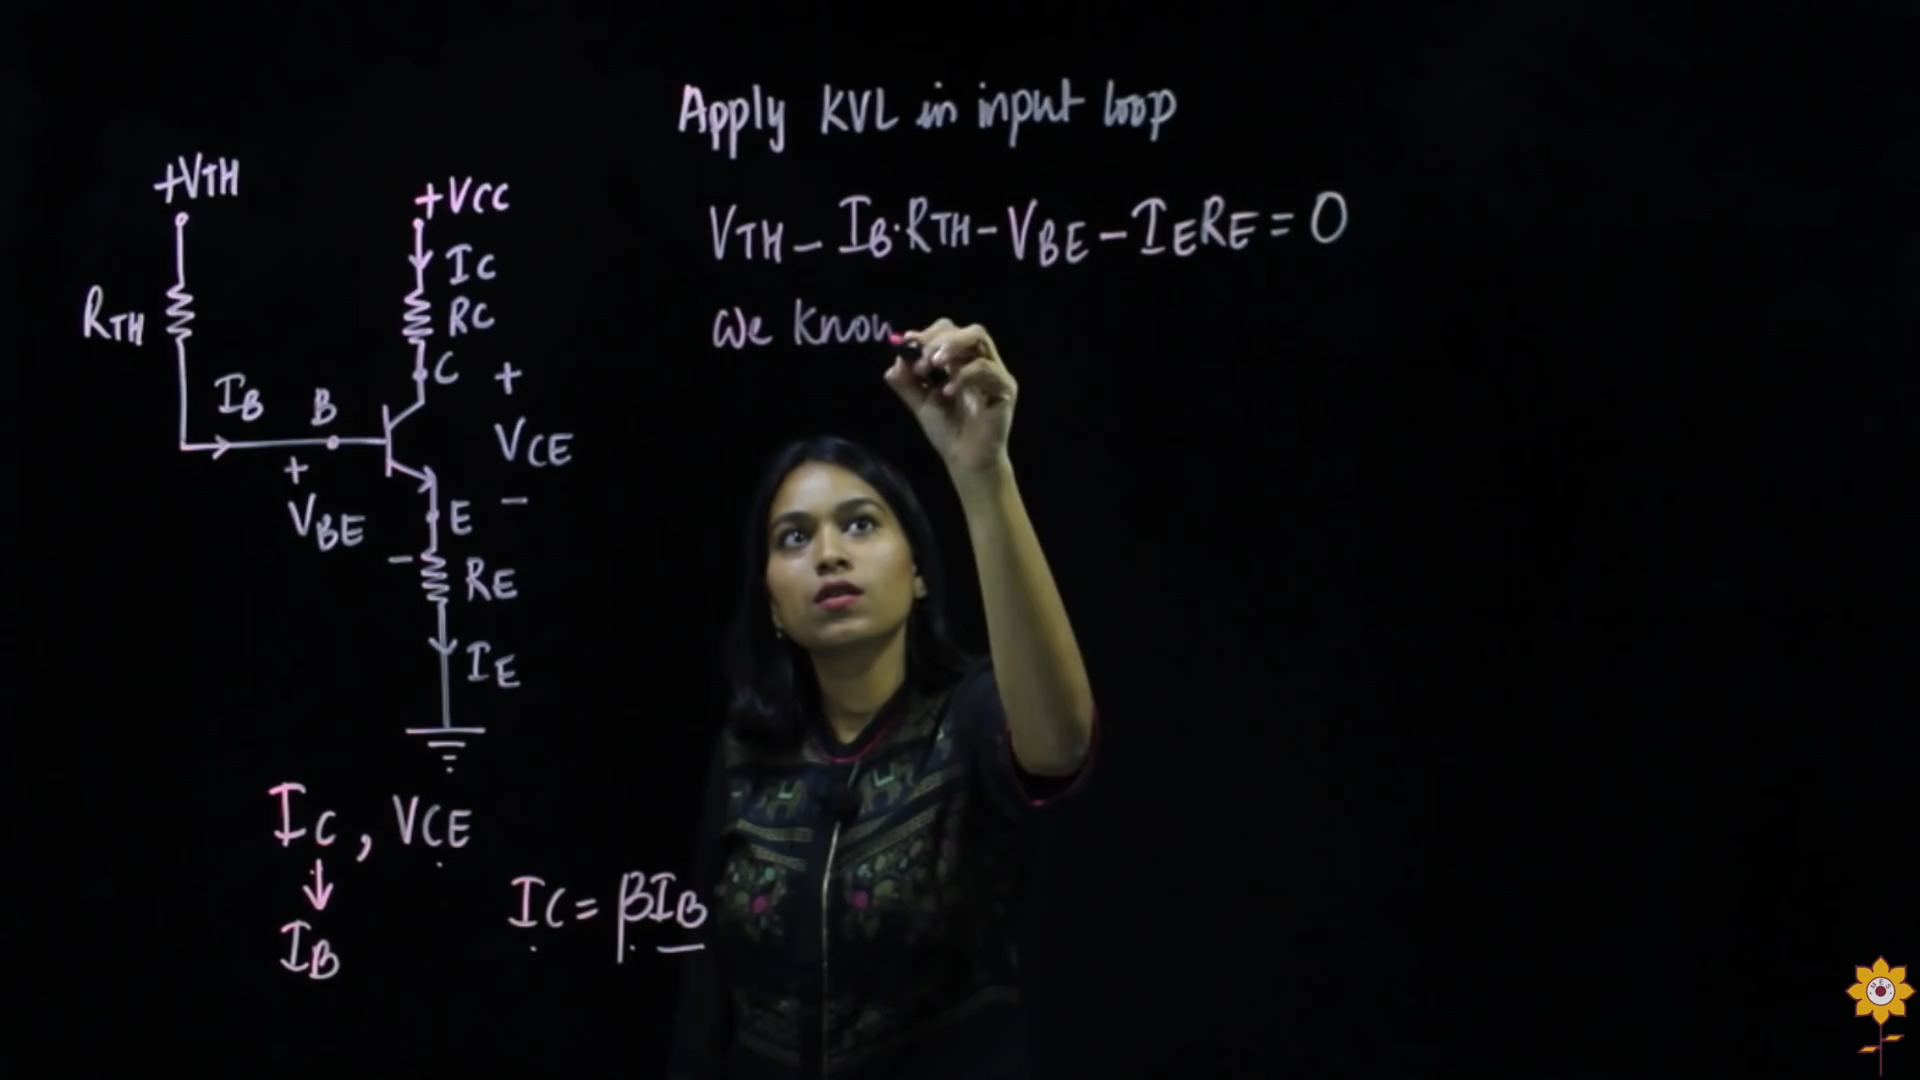 Apply KVL in input loop
VTH - IB·RTH - VBE - IERE = 0
We know
+VTH
+VCC
IC
RTH
RC
C
+
IB
B
VCE
+
-
VBE
E
-
RE
IE
IC, VCE
IC = βIB
IB
MES